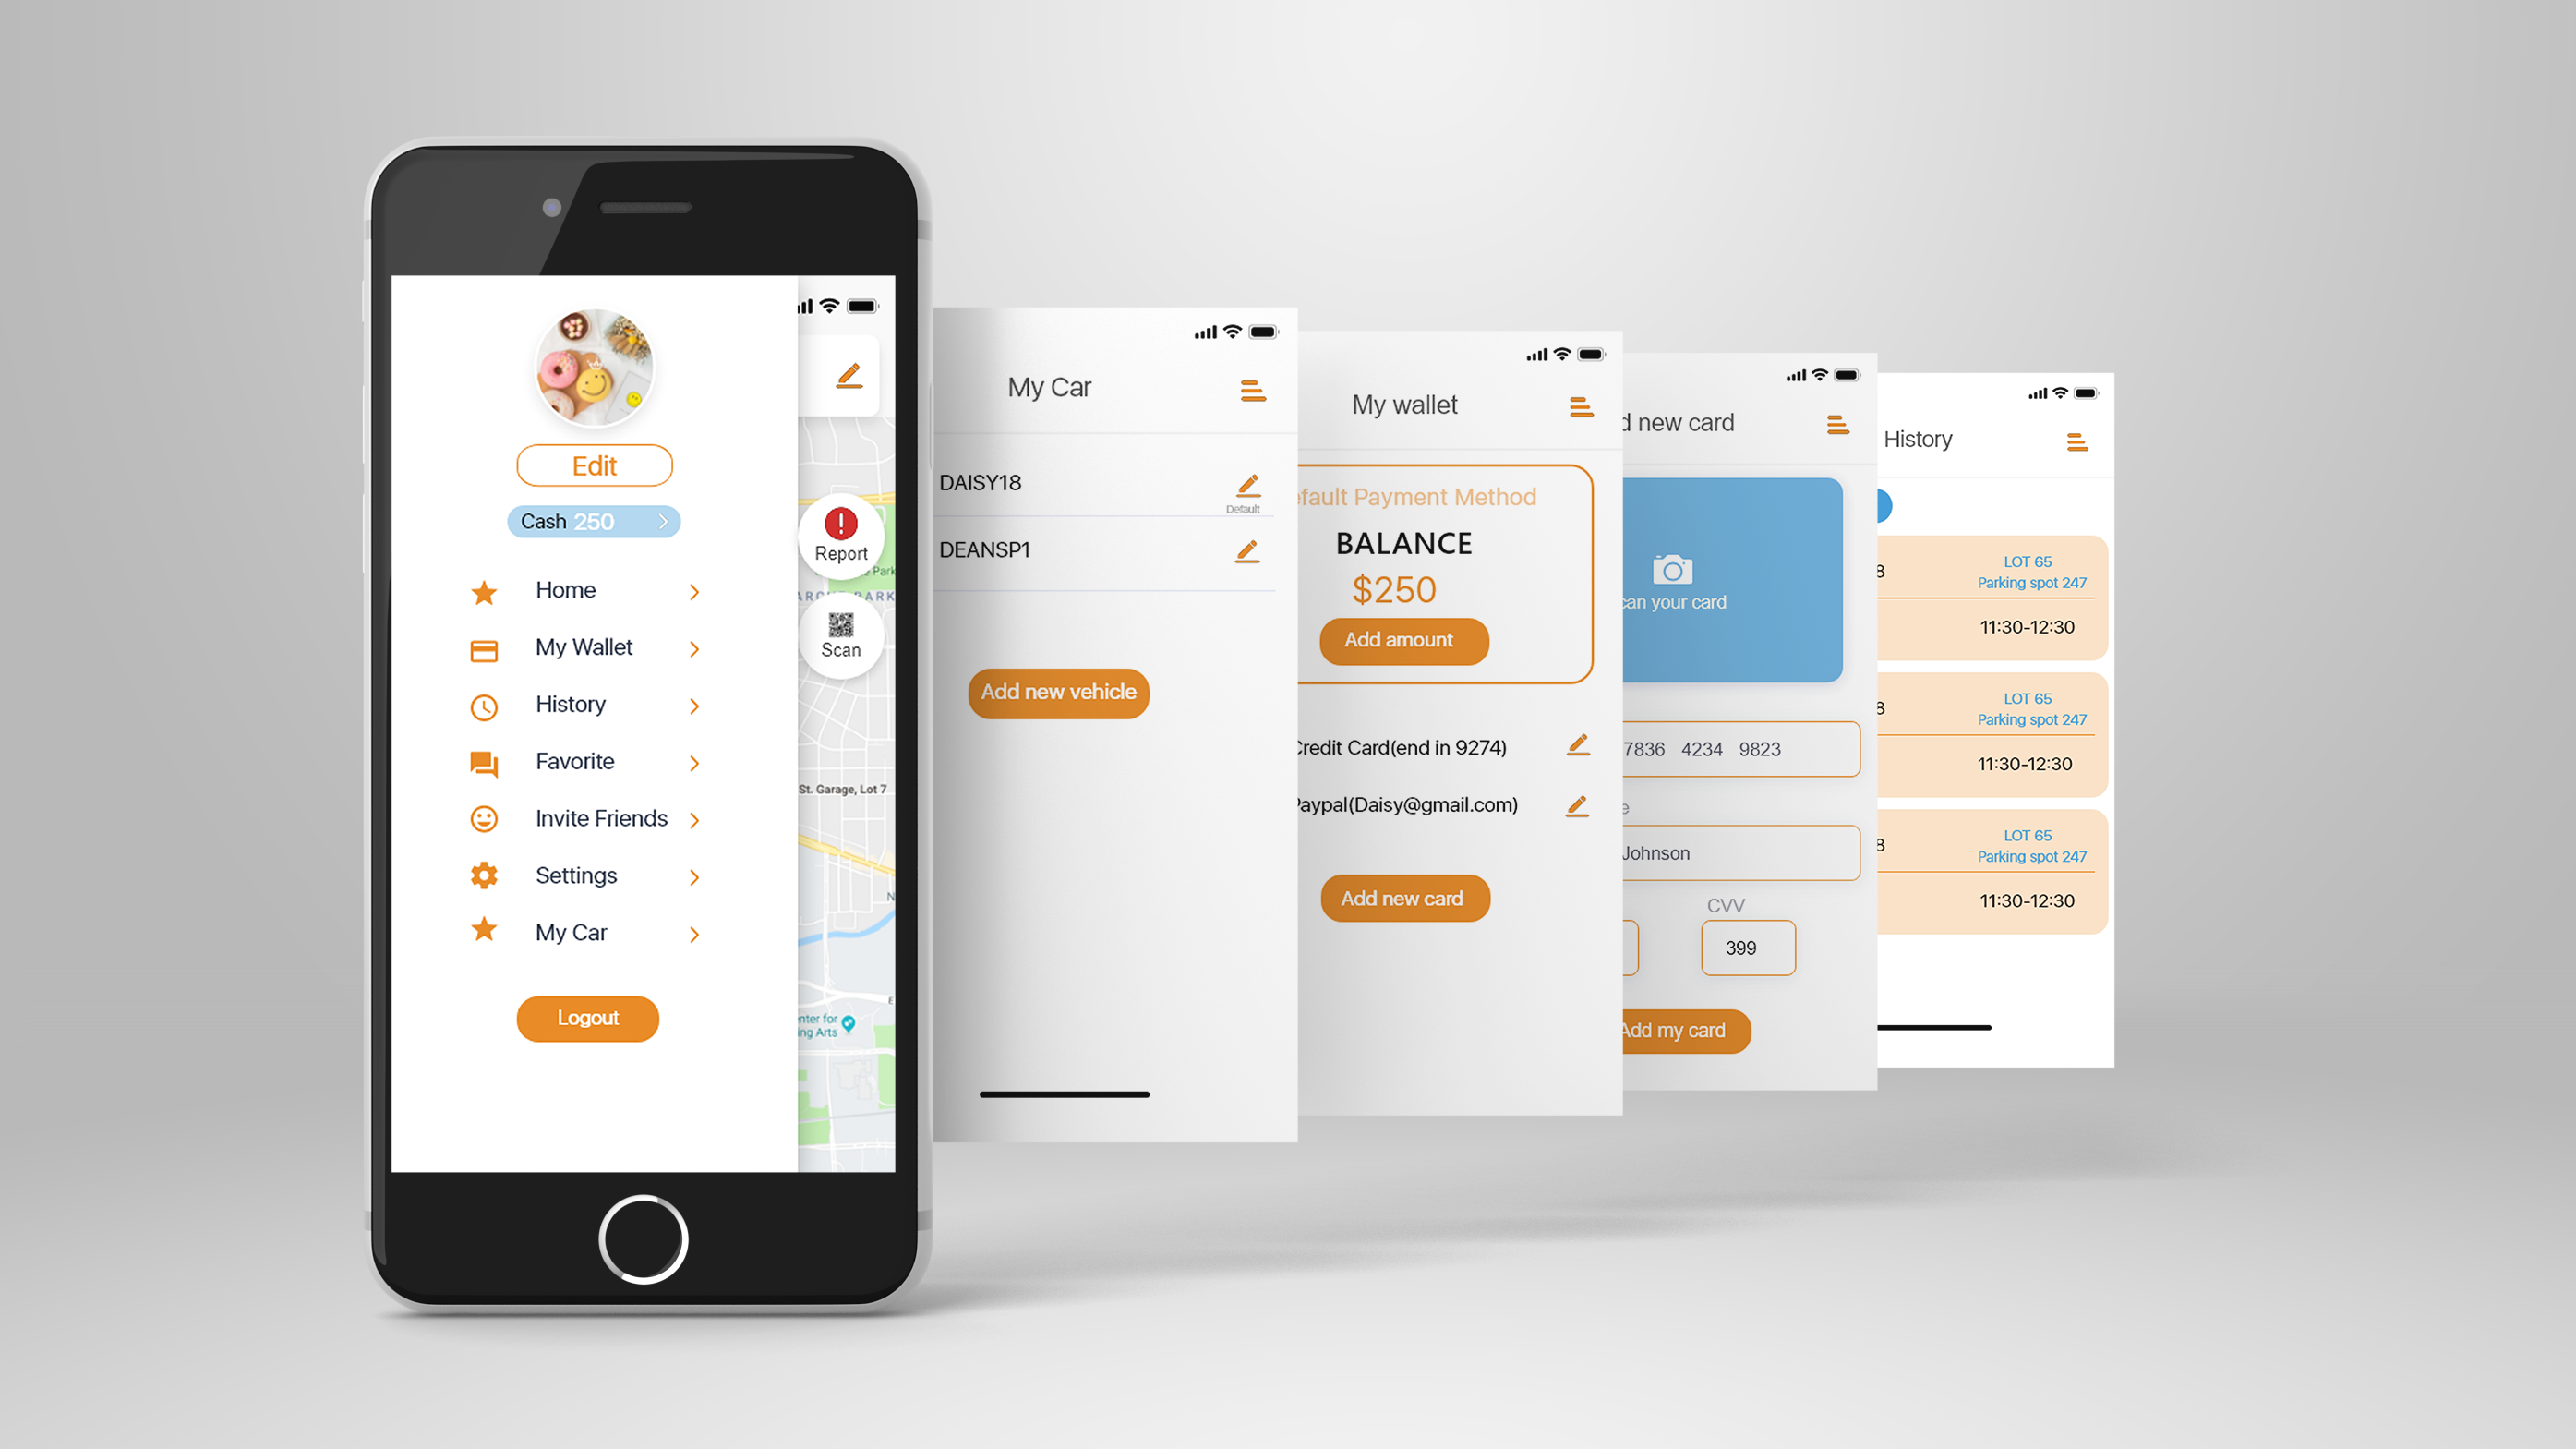 Edit
Cash 250
Home
My Wallet
History
Favorite
Invite Friends
Settings
My Car
Logout
Report
Park
PARK
Scan
St. Garage, Lot 7
N
E
nter for
ing Arts
My Car
DAISY18
Default
DEANSP1
Add new vehicle
My wallet
efault Payment Method
BALANCE
$250
Add amount
Credit Card(end in 9274)
Paypal(Daisy@gmail.com)
Add new card
d new card
can your card
7836 4234 9823
e
Johnson
CVV
399
Add my card
History
8
LOT 65
Parking spot 247
11:30-12:30
8
LOT 65
Parking spot 247
11:30-12:30
8
LOT 65
Parking spot 247
11:30-12:30